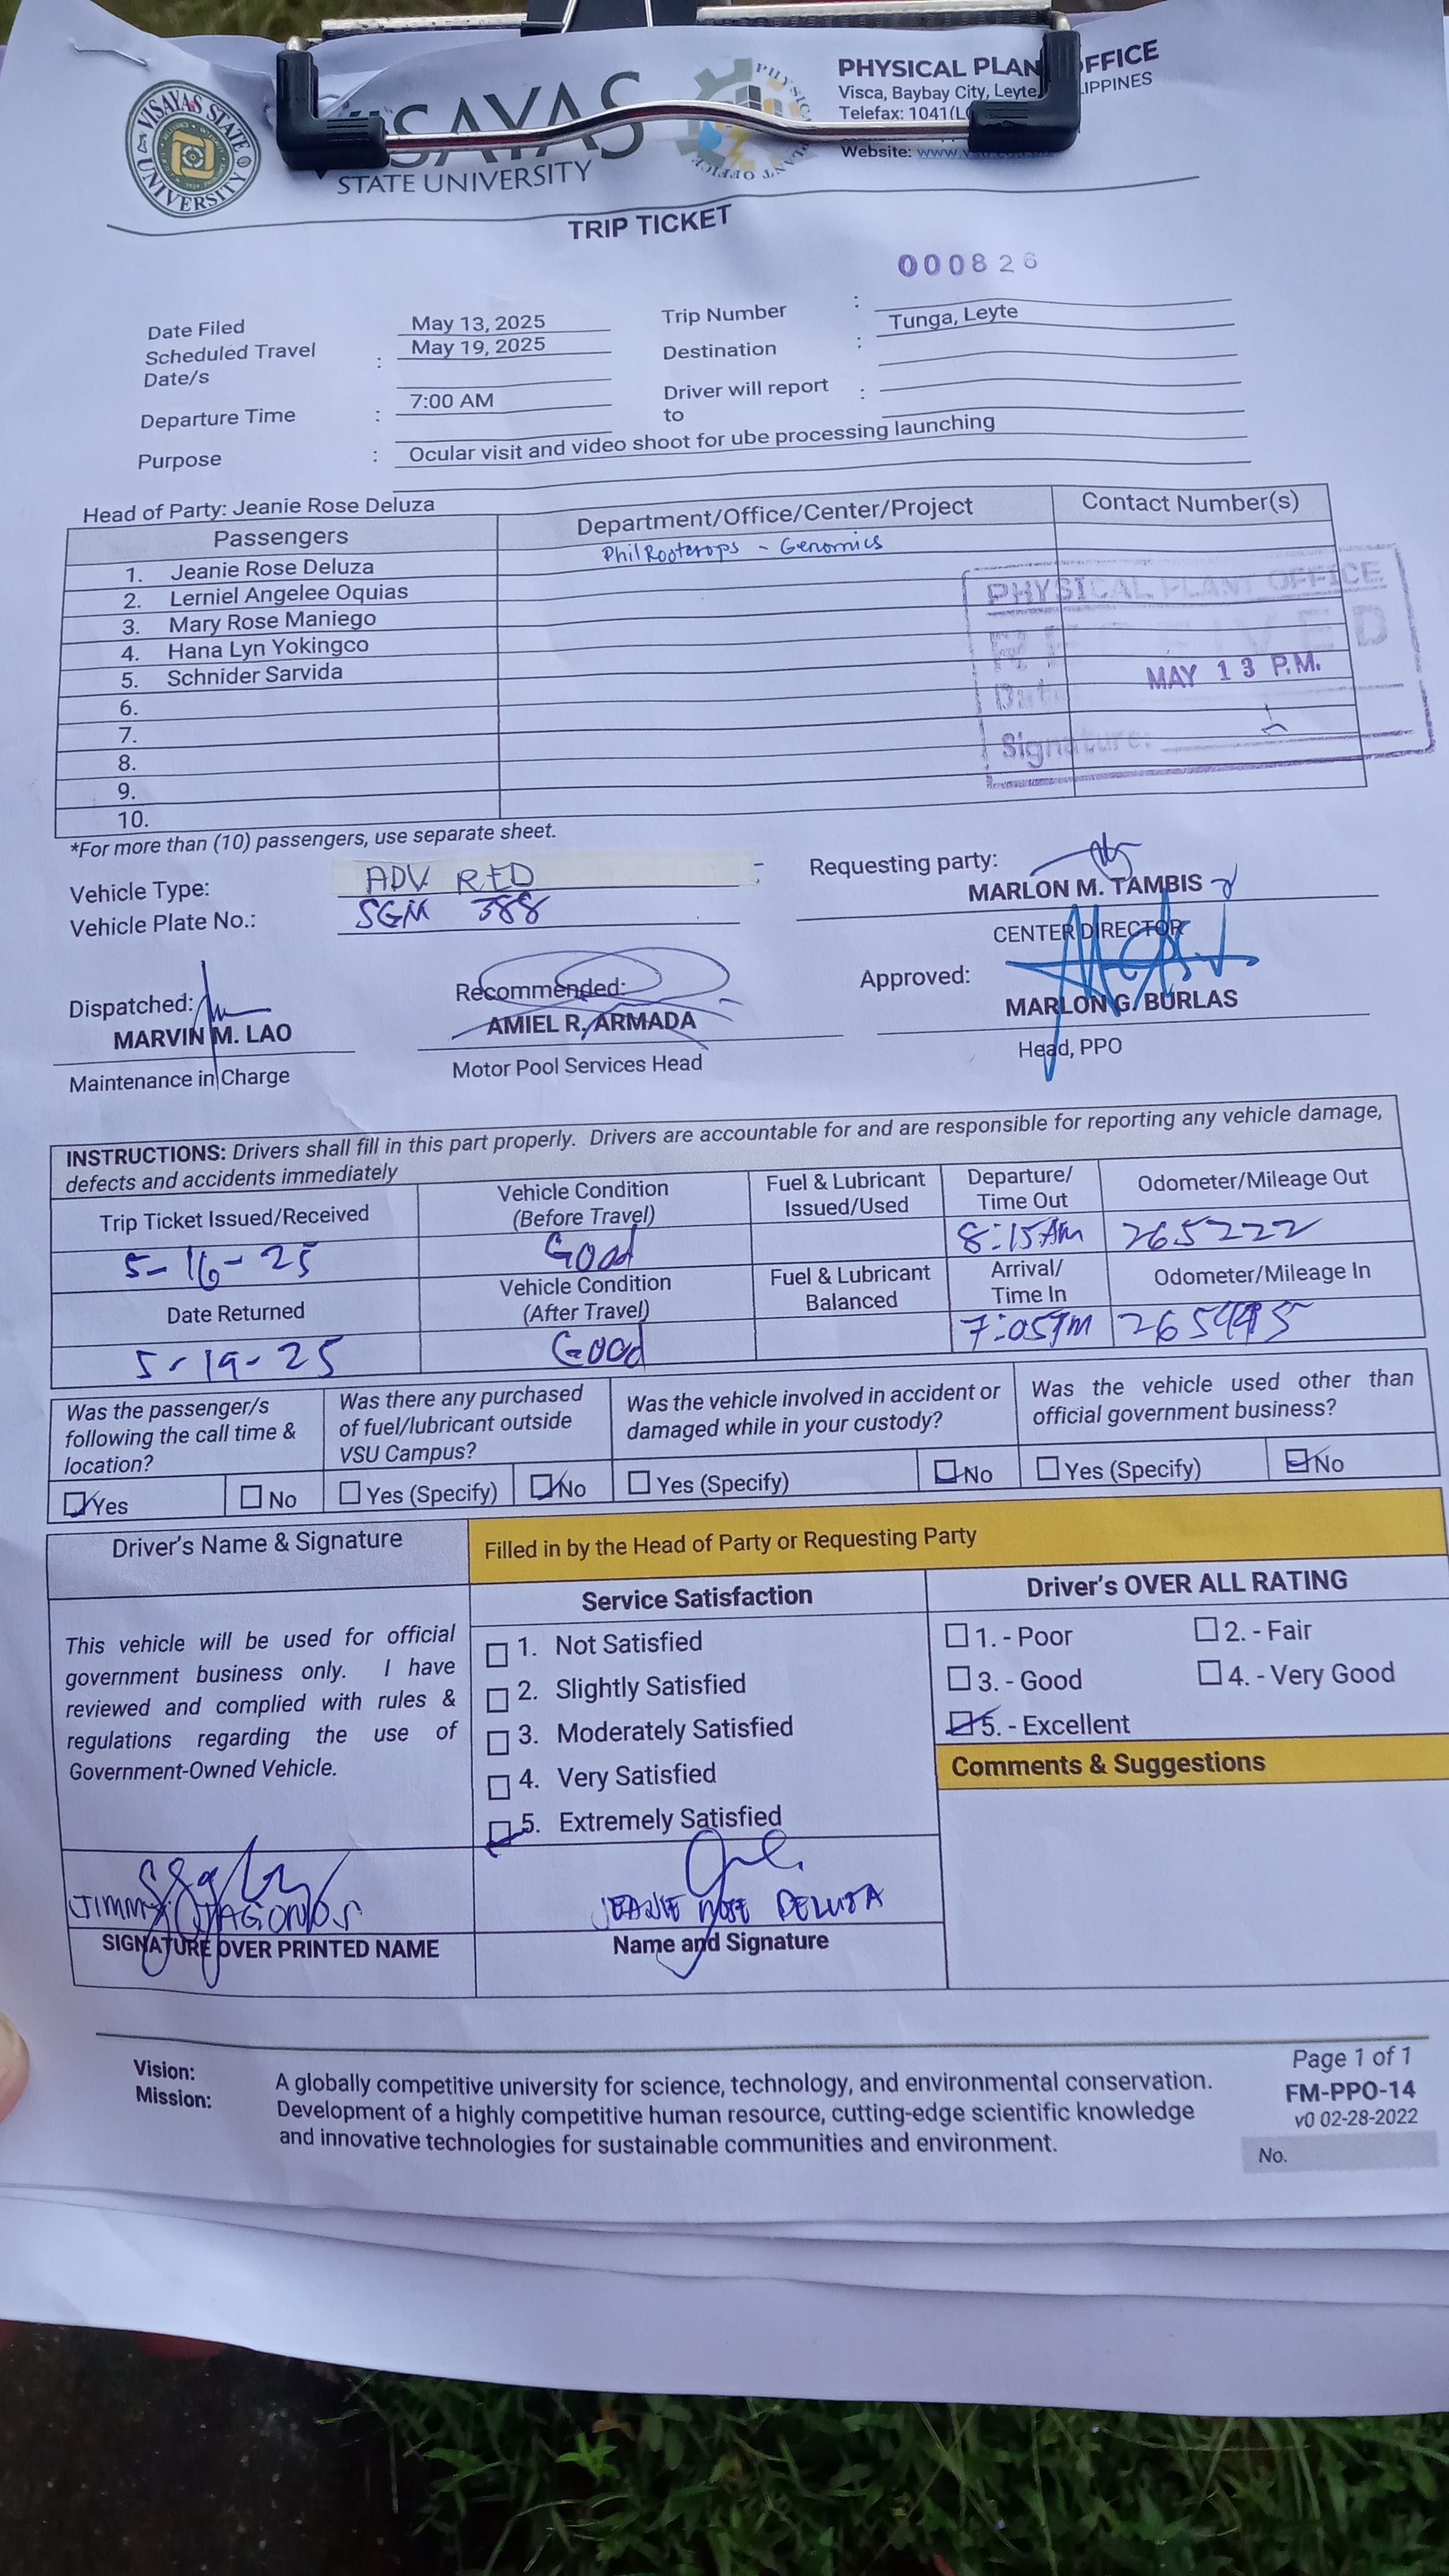 VISAYAS STATE UNIVERSITY
STATE UNIVERSITY
PHYSICAL PLAN FFICE
Visca, Baybay City, Leyte, IPPINES
Telefax: 1041(L
Website: www.
TRIP TICKET
000826
Date Filed May 13, 2025 Trip Number :
Scheduled Travel Date/s : May 19, 2025 Destination : Tunga, Leyte
Departure Time : 7:00 AM Driver will report to :
Purpose : Ocular visit and video shoot for ube processing launching
Head of Party: Jeanie Rose Deluza
Passengers Department/Office/Center/Project Contact Number(s)
1. Jeanie Rose Deluza PhilRootcrops - Genomics
2. Lerniel Angelee Oquias
3. Mary Rose Maniego
4. Hana Lyn Yokingco
5. Schnider Sarvida
6.
7.
8.
9.
10.
PHYSICAL PLANT OFFICE
RECEIVED
Date MAY 13 P.M.
Signature:
*For more than (10) passengers, use separate sheet.
Vehicle Type: ADV RED
Vehicle Plate No.: SGM 388
Requesting party:
MARLON M. TAMBIS
CENTER DIRECTOR
Dispatched: Recommended: Approved:
MARVIN M. LAO AMIEL R. ARMADA MARLON G. BURLAS
Maintenance in Charge Motor Pool Services Head Head, PPO
INSTRUCTIONS: Drivers shall fill in this part properly. Drivers are accountable for and are responsible for reporting any vehicle damage,
defects and accidents immediately
Trip Ticket Issued/Received Vehicle Condition (Before Travel) Fuel & Lubricant Issued/Used Departure/ Time Out Odometer/Mileage Out
5-16-25 Good 8:15 AM 265222
Date Returned Vehicle Condition (After Travel) Fuel & Lubricant Balanced Arrival/ Time In Odometer/Mileage In
5-19-25 Good 7:05 PM
Was the passenger/s following the call time & location?
Yes No
Was there any purchased of fuel/lubricant outside VSU Campus?
Yes (Specify) No
Was the vehicle involved in accident or damaged while in your custody?
Yes (Specify) No
Was the vehicle used other than official government business?
Yes (Specify) No
Driver's Name & Signature
This vehicle will be used for official
government business only. I have
reviewed and complied with rules &
regulations regarding the use of
Government-Owned Vehicle.
SIGNATURE OVER PRINTED NAME
Filled in by the Head of Party or Requesting Party
Service Satisfaction
1. Not Satisfied
2. Slightly Satisfied
3. Moderately Satisfied
4. Very Satisfied
5. Extremely Satisfied
JEANIE ROSE DELUZA
Name and Signature
Driver's OVER ALL RATING
1. - Poor 2. - Fair
3. - Good 4. - Very Good
5. - Excellent
Comments & Suggestions
Vision: A globally competitive university for science, technology, and environmental conservation.
Mission: Development of a highly competitive human resource, cutting-edge scientific knowledge
and innovative technologies for sustainable communities and environment.
Page 1 of 1
FM-PPO-14
v0 02-28-2022
No.